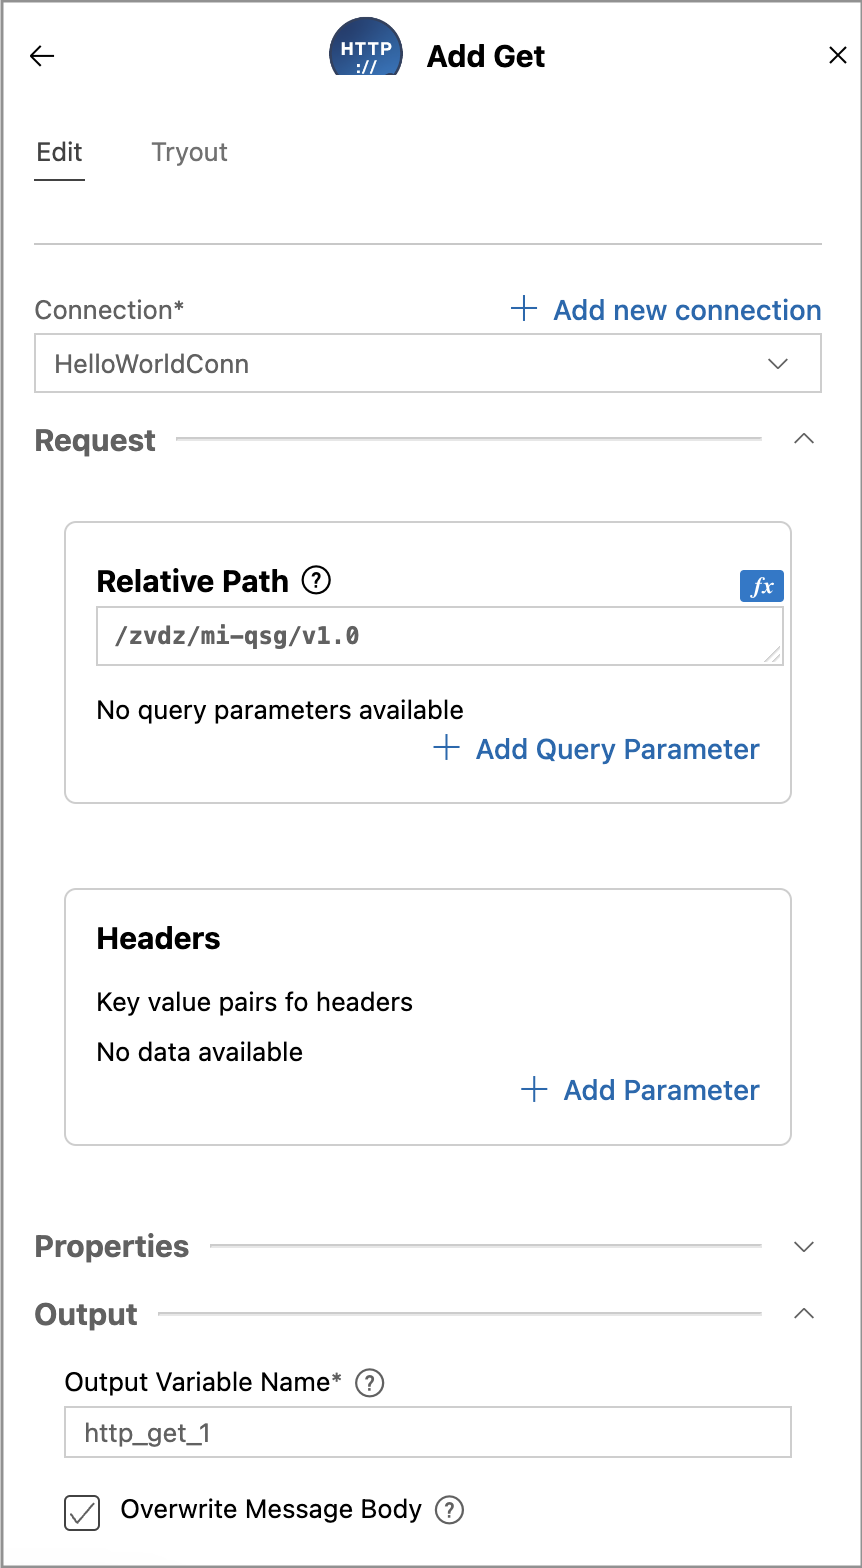 HTTP
://
Add Get
Edit
Tryout
Connection*
Add new connection
HelloWorldConn
Request
Relative Path ?
fx
/zvdz/mi-qsg/v1.0
No query parameters available
Add Query Parameter
Headers
Key value pairs fo headers
No data available
Add Parameter
Properties
Output
Output Variable Name* ?
http_get_1
Overwrite Message Body ?